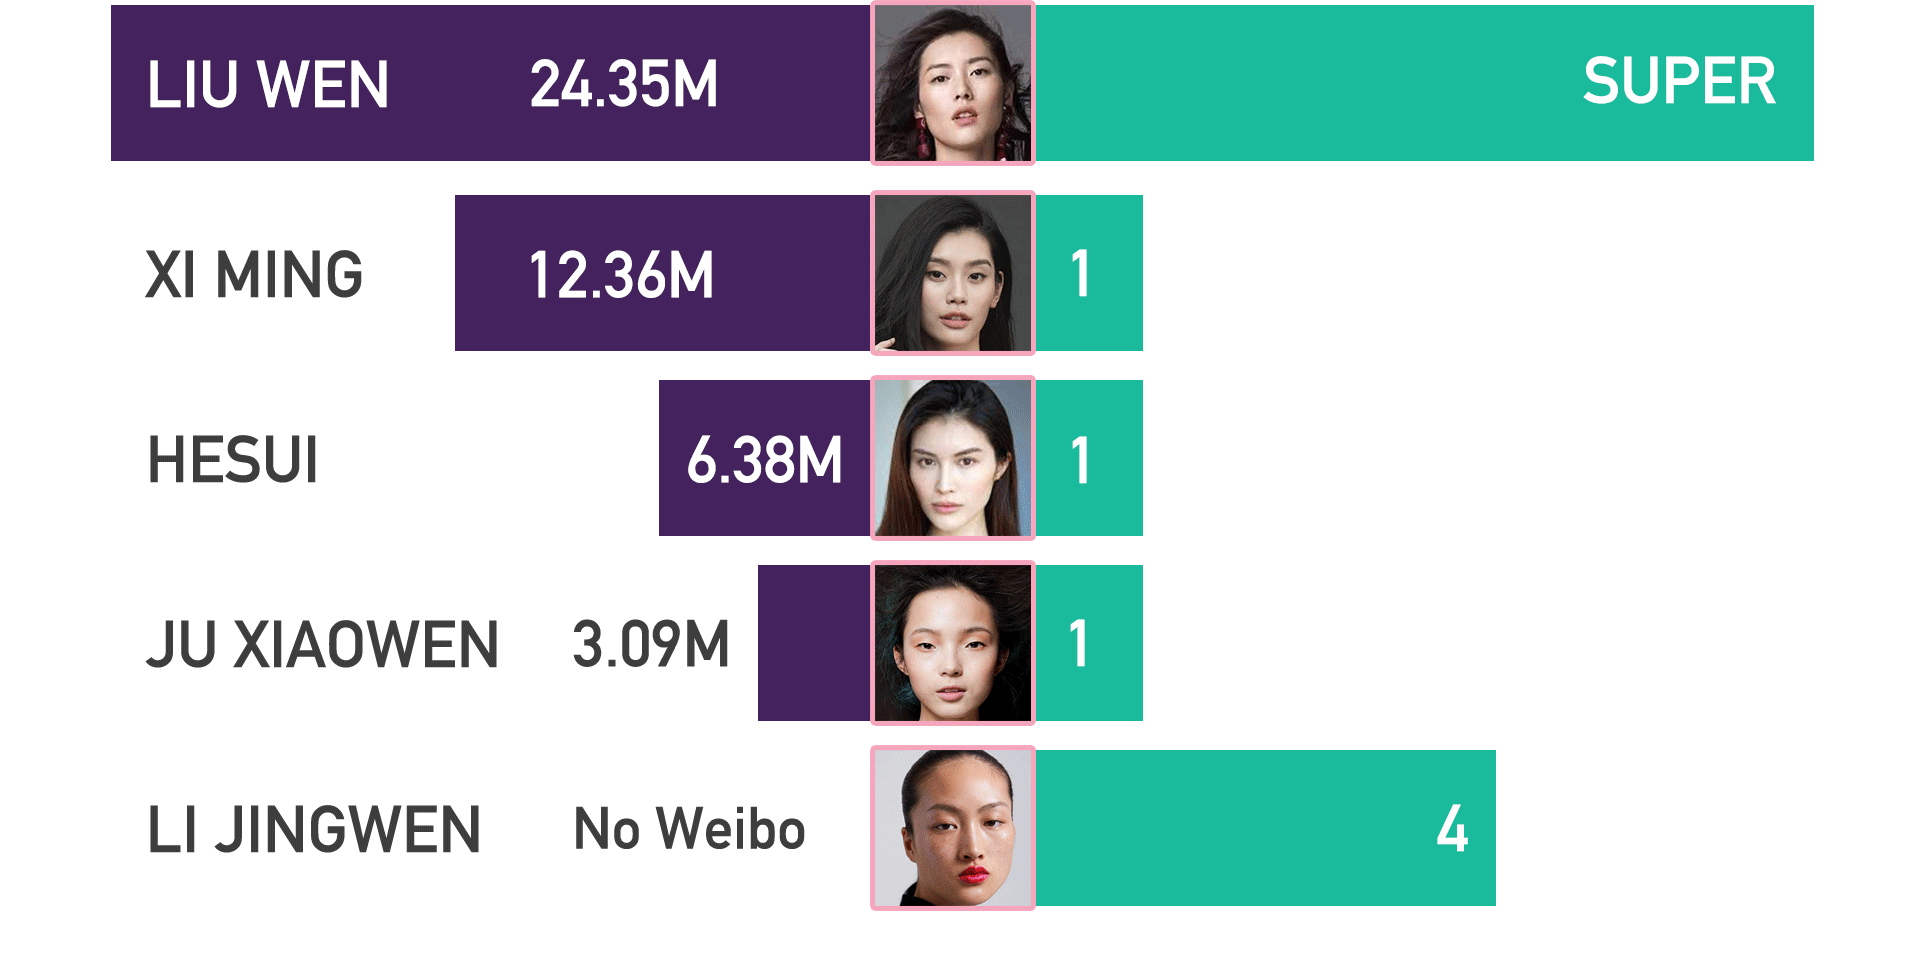 LIU WEN 24.35M SUPER
XI MING 12.36M 1
HESUI 6.38M 1
JU XIAOWEN 3.09M 1
LI JINGWEN No Weibo 4